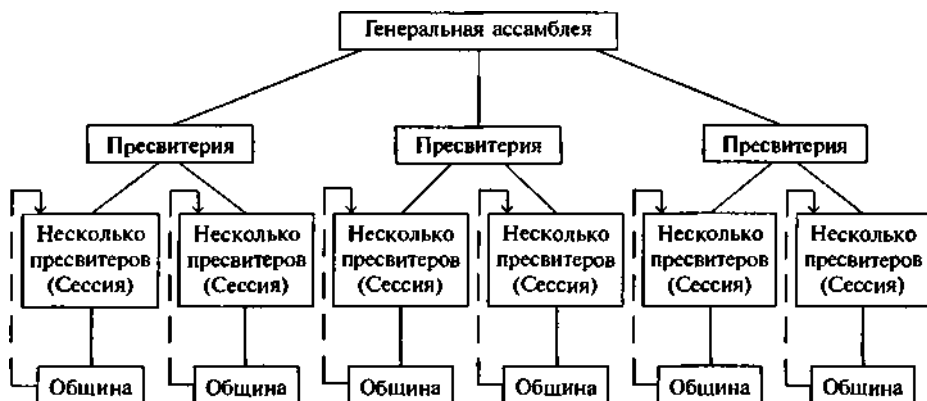 Генеральная ассамблея
Пресвитерия Пресвитерия Пресвитерия
Несколько Несколько Несколько Несколько Несколько Несколько
пресвитеров пресвитеров пресвитеров пресвитеров пресвитеров пресвитеров
(Сессия) (Сессия) (Сессия) (Сессия) (Сессия) (Сессия)
Община Община Община Община Община Община